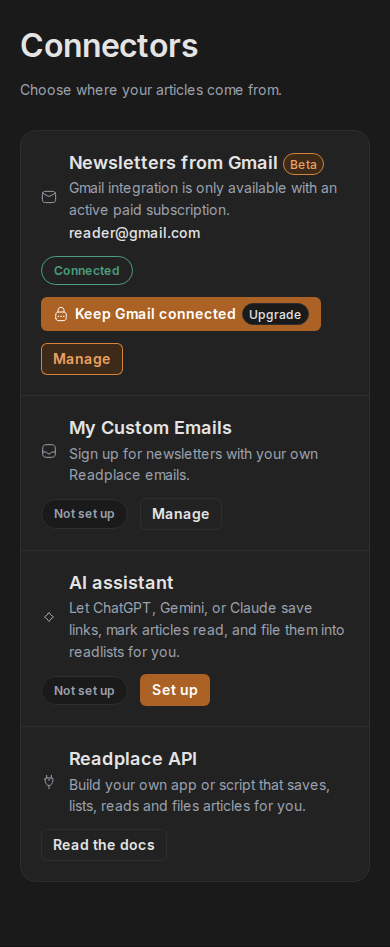 Connectors
Choose where your articles come from.
Newsletters from Gmail Beta
Gmail integration is only available with an
active paid subscription.
reader@gmail.com
Connected
Keep Gmail connected Upgrade
Manage
My Custom Emails
Sign up for newsletters with your own
Readplace emails.
Not set up Manage
AI assistant
Let ChatGPT, Gemini, or Claude save
links, mark articles read, and file them into
readlists for you.
Not set up Set up
Readplace API
Build your own app or script that saves,
lists, reads and files articles for you.
Read the docs